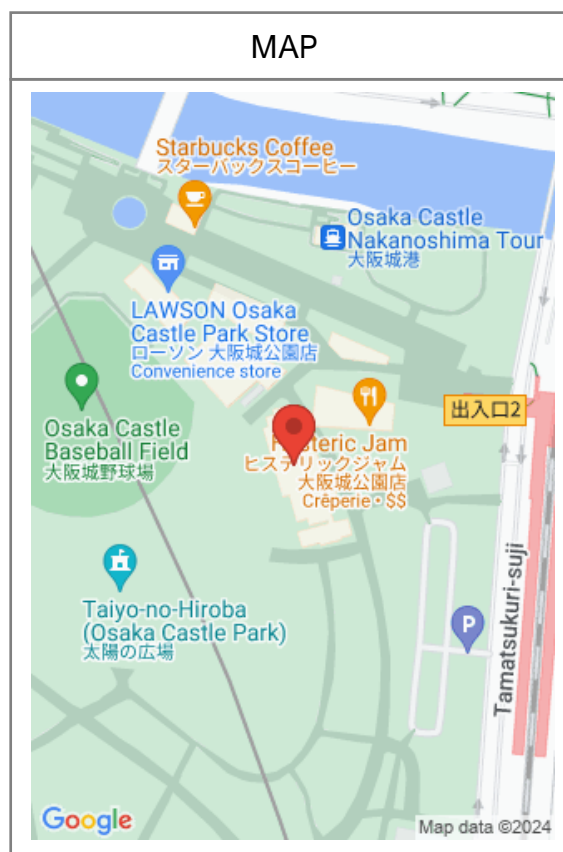 MAP
Starbucks Coffee
スターバックスコーヒー
Osaka Castle
Nakanoshima Tour
大阪城港
LAWSON Osaka
Castle Park Store
ローソン 大阪城公園店
Convenience store
出入口2
Osaka Castle
Baseball Field
大阪城野球場
Jam
ヒステリックジャム
大阪城公園店
Crêperie・$$
Tamatsukuri-suji
Taiyo-no-Hiroba
(Osaka Castle Park)
太陽の広場
P
Google
Map data ©2024